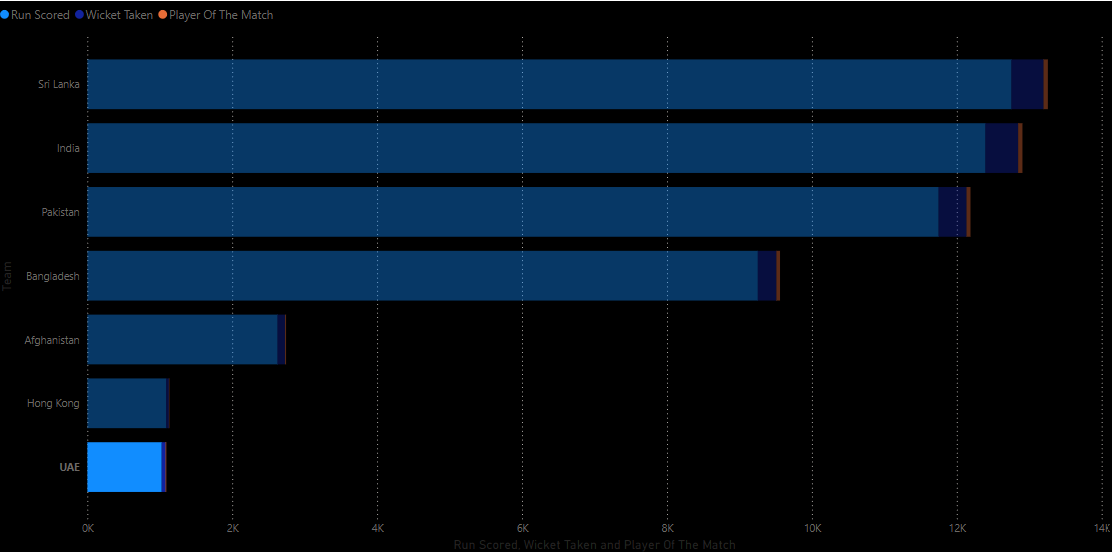 Run Scored Wicket Taken Player Of The Match
Sri Lanka
India
Pakistan
Bangladesh
Team
Afghanistan
Hong Kong
UAE
0K 2K 4K 6K 8K 10K 12K 14K
Run Scored, Wicket Taken and Player Of The Match